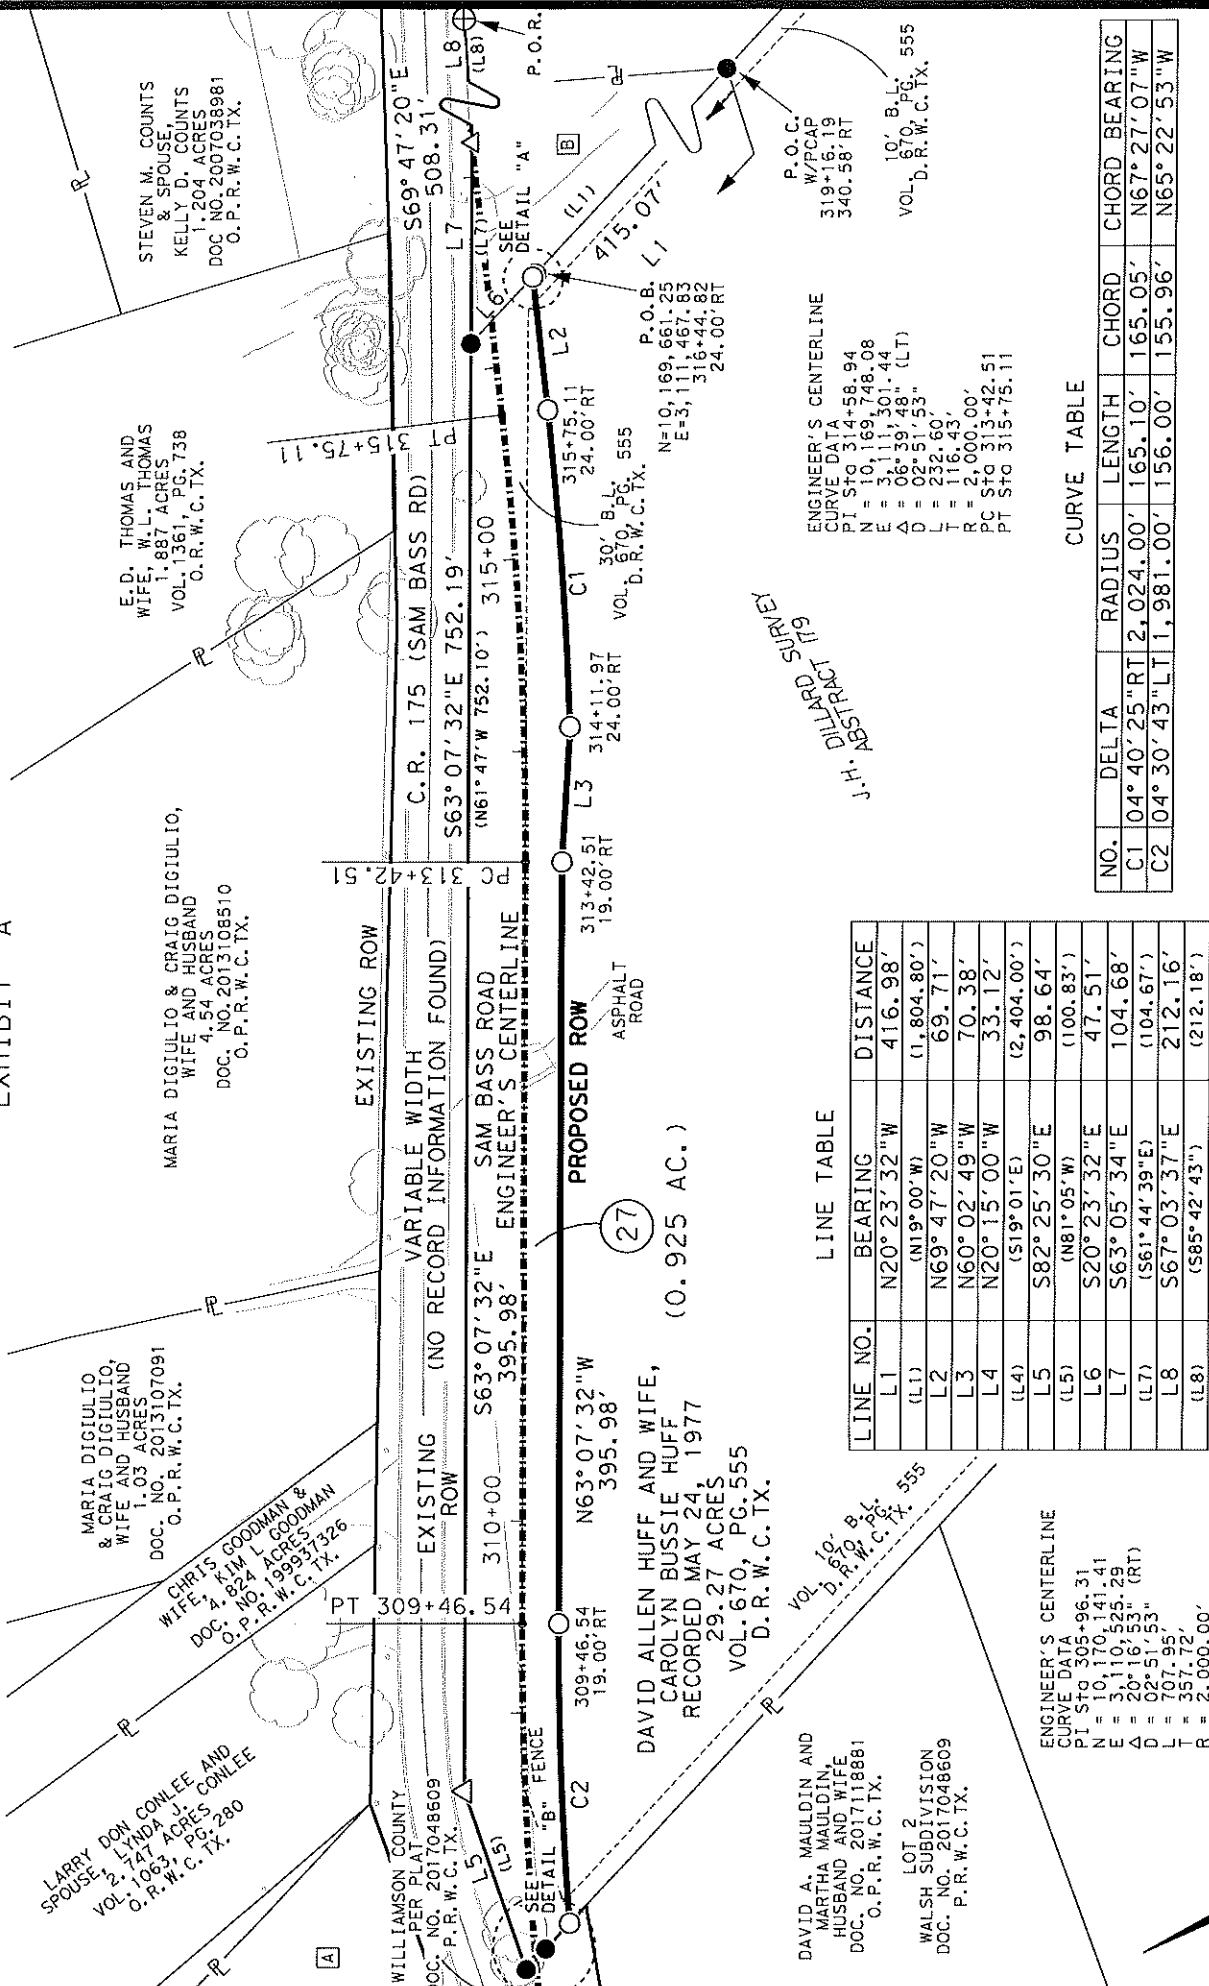 EXHIBIT "A"
STEVEN M. COUNTS
& SPOUSE,
KELLY D. COUNTS
1.204 ACRES
DOC NO.2007038981
O.P.R.W.C.TX.
E.D. THOMAS AND
WIFE, W.L. THOMAS
1.887 ACRES
VOL.1361, PG.738
O.R.W.C.TX.
MARIA DIGIULIO & CRAIG DIGIULIO,
WIFE AND HUSBAND
4.54 ACRES
DOC. NO.2013108510
O.P.R.W.C.TX.
MARIA DIGIULIO
& CRAIG DIGIULIO,
WIFE AND HUSBAND
1.03 ACRES
DOC. NO. 2013107091
O.P.R.W.C.TX.
CHRIS GOODMAN &
WIFE, KIM L GOODMAN
4.824 ACRES
DOC. NO.199937326
O.P.R.W.C.TX.
LARRY DON CONLEE AND
SPOUSE, LYNDA J. CONLEE
2.747 ACRES
VOL.1063, PG.280
O.R.W.C.TX.
A
WILLIAMSON COUNTY
PER PLAT
DOC. NO. 2017048609
P.R.W.C.TX.
PT 309+46.54
EXISTING
ROW
EXISTING ROW
VARIABLE WIDTH
(NO RECORD INFORMATION FOUND)
PC 313+42.51
C.R. 175 (SAM BASS RD)
PT 315+75.11
S69°47'20"E
508.31'
L8
(L8)
P.O.R.
L7
(L7)
L6
SEE
DETAIL "A"
B
S63°07'32"E 752.19'
(N61°47'W 752.10')
315+00
SAM BASS ROAD
ENGINEER'S CENTERLINE
S63°07'32"E
395.98'
310+00
L5
(L5)
SEE
DETAIL "B"
FENCE
C2
309+46.54
19.00'RT
N63°07'32"W
395.98'
PROPOSED ROW
ASPHALT
ROAD
313+42.51
19.00'RT
L3
314+11.97
24.00'RT
C1
30' B.L.
VOL. 670, PG. 555
D.R.W.C.TX.
315+75.11
24.00'RT
L2
P.O.B.
N=10,169,661.25
E=3,111,467.83
316+44.82
24.00'RT
(L1)
415.07'
L1
P.O.C.
W/PCAP
319+16.19
340.58'RT
10' B.L.
VOL. 670, PG. 555
D.R.W.C.TX.
27
(0.925 AC.)
DAVID ALLEN HUFF AND WIFE,
CAROLYN BUSSIE HUFF
RECORDED MAY 24, 1977
29.27 ACRES
VOL.670, PG.555
D.R.W.C.TX.
10' B.L.
VOL. 670, PG. 555
D.R.W.C.TX.
DAVID A. MAULDIN AND
MARTHA MAULDIN,
HUSBAND AND WIFE
DOC. NO. 2017118881
O.P.R.W.C.TX.
LOT 2
WALSH SUBDIVISION
DOC. NO. 2017048609
P.R.W.C.TX.
J.H. DILLARD SURVEY
ABSTRACT 179
ENGINEER'S CENTERLINE
CURVE DATA
PI Sta 314+58.94
N = 10,169,748.08
E = 3,111,301.44
Δ = 06°39'48" (LT)
D = 02°51'53"
L = 232.60'
T = 116.43'
R = 2,000.00'
PC Sta 313+42.51
PT Sta 315+75.11
ENGINEER'S CENTERLINE
CURVE DATA
PI Sta 305+96.31
N = 10,170,141.41
E = 3,110,525.29
Δ = 20°16'53" (RT)
D = 02°51'53"
L = 707.95'
T = 357.72'
R = 2,000.00'
LINE TABLE
LINE NO. BEARING DISTANCE
L1 N20°23'32"W 416.98'
(L1) (N19°00'W) (1,804.80')
L2 N69°47'20"W 69.71'
L3 N60°02'49"W 70.38'
L4 N20°15'00"W 33.12'
(L4) (S19°01'E) (2,404.00')
L5 S82°25'30"E 98.64'
(L5) (N81°05'W) (100.83')
L6 S20°23'32"E 47.51'
L7 S63°05'34"E 104.68'
(L7) (S61°44'39"E) (104.67')
L8 S67°03'37"E 212.16'
(L8) (S85°42'43") (212.18')
CURVE TABLE
NO. DELTA RADIUS LENGTH CHORD CHORD BEARING
C1 04°40'25"RT 2,024.00' 165.10' 165.05' N67°27'07"W
C2 04°30'43"LT 1,981.00' 156.00' 155.96' N65°22'53"W